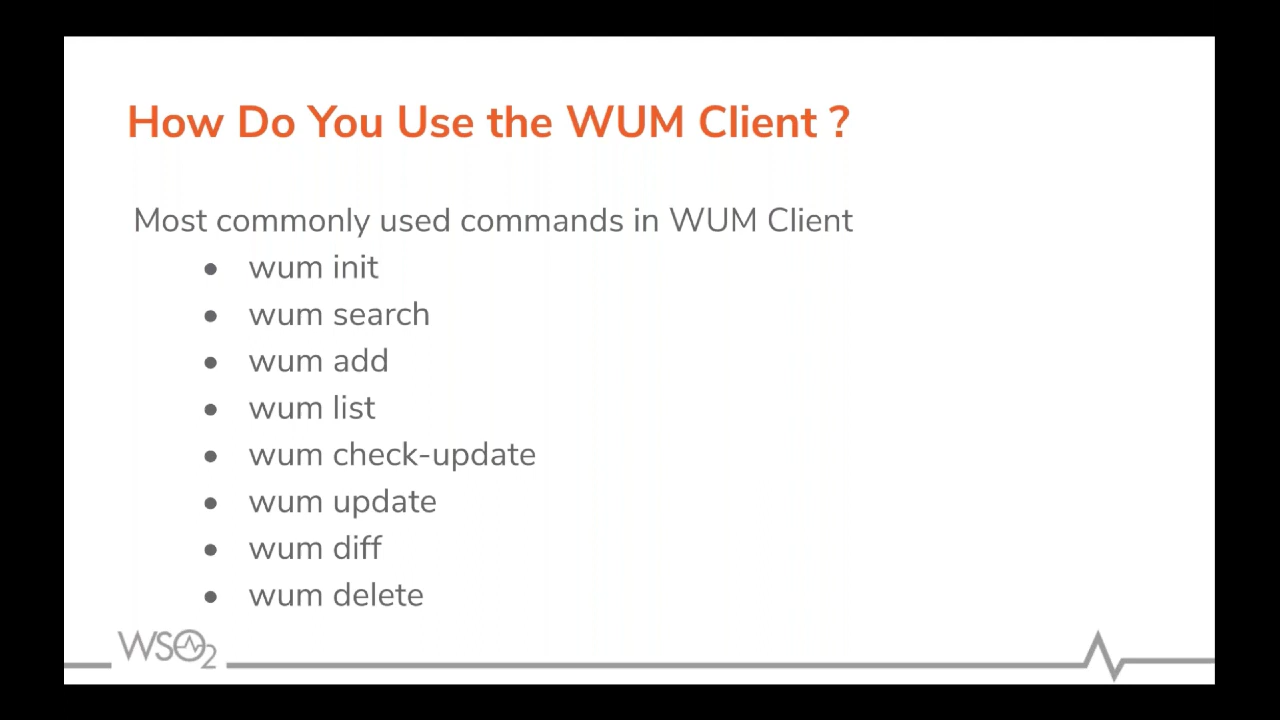 How Do You Use the WUM Client ?
Most commonly used commands in WUM Client
● wum init
● wum search
● wum add
● wum list
● wum check-update
● wum update
● wum diff
● wum delete
WSO2